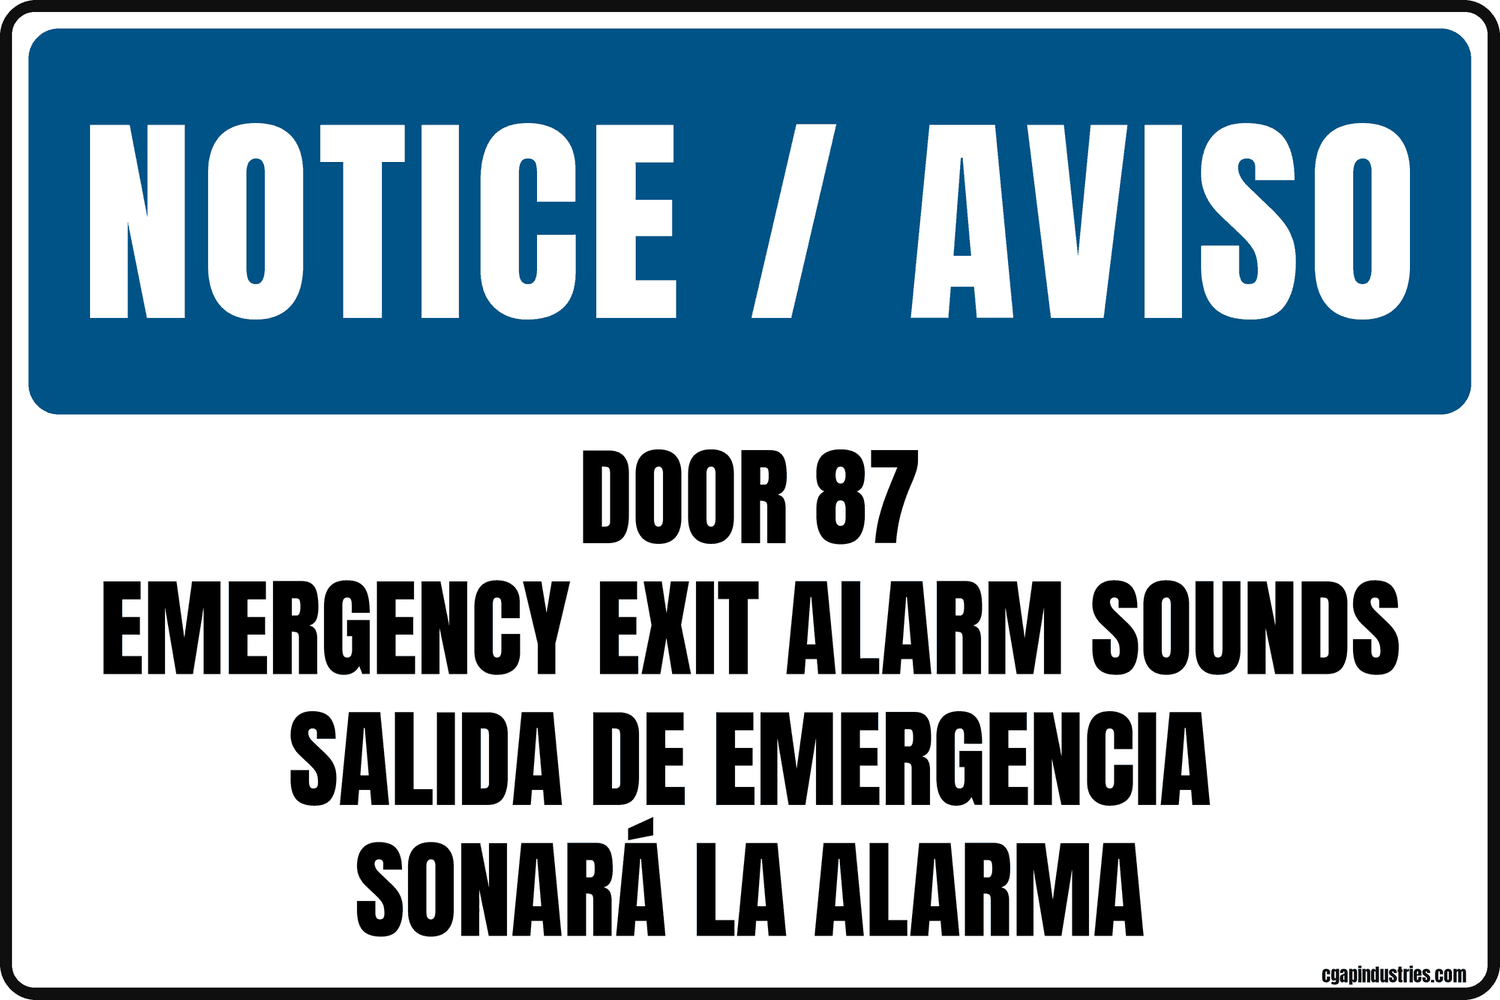 NOTICE / AVISO
DOOR 87
EMERGENCY EXIT ALARM SOUNDS
SALIDA DE EMERGENCIA
SONARÁ LA ALARMA
cgapindustries.com